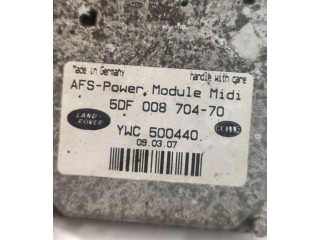 Made in Germany
handle with care
AFS-Power, Module Midi
5DF 008 704-70
LAND-
ROVER
HELLA
YWC 500440
09.03.07